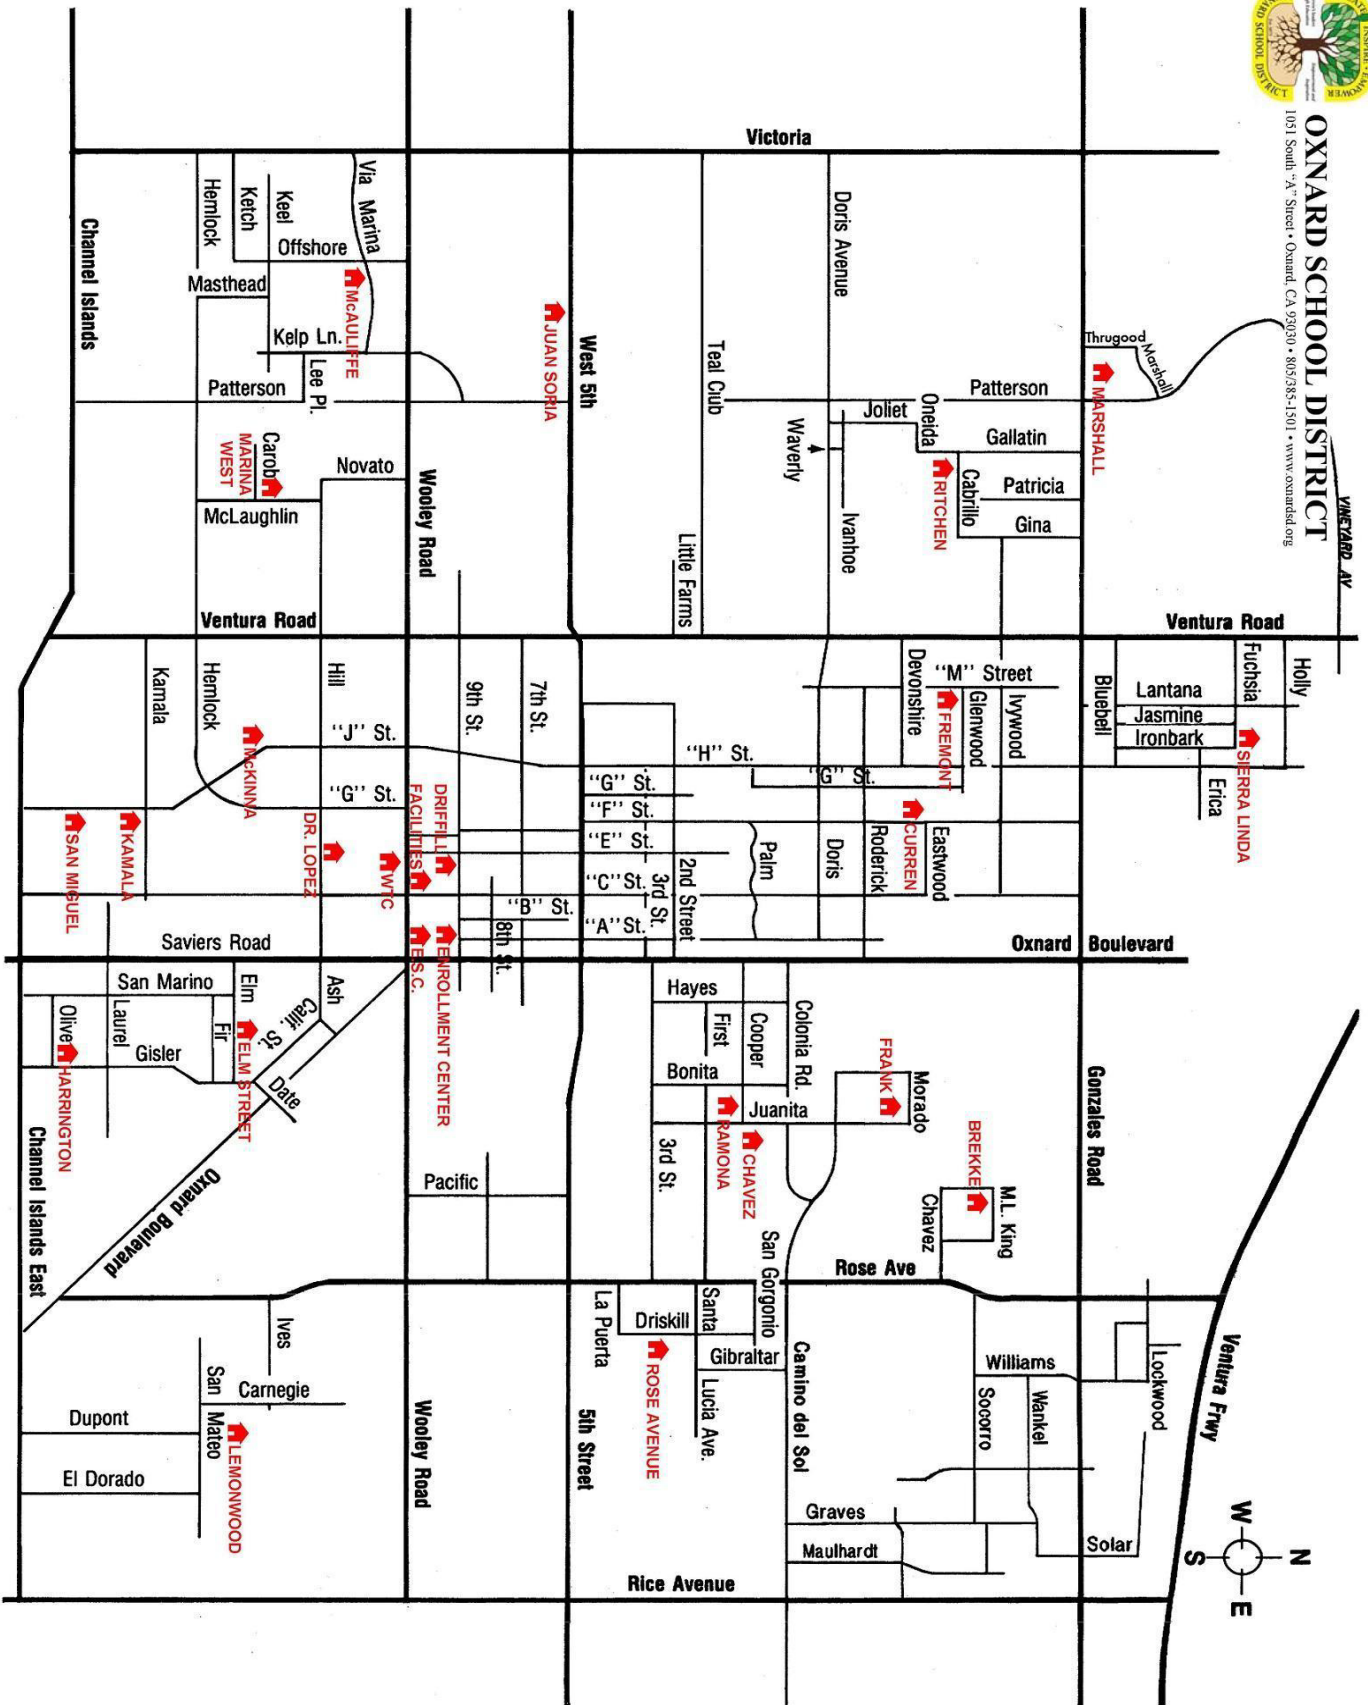 INSPIRE • EMPOWER
SCHOOL DISTRICT
OXNARD SCHOOL DISTRICT
1051 South "A" Street • Oxnard, CA 93030 • 805/385-1501 • www.oxnardsd.org
VINEYARD AV
Victoria
Via Marina
Keel
Ketch
Hemlock
Offshore
Masthead
McAULIFFE
Kelp Ln.
Lee Pl.
Patterson
Channel Islands
JUAN SORIA
West 5th
Teal Club
Doris Avenue
Thrugood
Marshall
MARSHALL
Patterson
Joliet
Oneida
Gallatin
Waverly
RITCHEN
Cabrillo
Patricia
Gina
Ivanhoe
Little Farms
Carob
MARINA
WEST
Novato
McLaughlin
Wooley Road
Ventura Road
Ventura Road
Kamala
Hemlock
Hill
9th St.
7th St.
"J" St.
"G" St.
McKINNA
"H" St.
"G" St.
"G" St.
"F" St.
"E" St.
"C" St.
"B" St.
"A" St.
2nd Street
3rd St.
8th St.
Palm
Doris
Roderick
Eastwood
Devonshire
"M" Street
FREMONT
Glenwood
Ivywood
CURREN
Bluebell
Lantana
Jasmine
Ironbark
Fuchsia
Holly
SIERRA LINDA
Erica
SAN MIGUEL
KAMALA
DR. LOPEZ
WTC
FACILITIES
DRIFFILL
E.S.C.
ENROLLMENT CENTER
Saviers Road
Oxnard Boulevard
San Marino
Elm
Ash
Calif. St.
Fir
Laurel
Olive
Gisler
HARRINGTON
ELM STREET
Date
Oxnard Boulevard
Channel Islands East
Hayes
First
Cooper
Colonia Rd.
Bonita
Juanita
RAMONA
CHAVEZ
3rd St.
FRANK
Morado
BREKKE
M.L. King
Chavez
Gonzales Road
Pacific
Rose Ave
San Gorgonio
Santa
Lucia Ave.
Driskill
La Puerta
Gibraltar
ROSE AVENUE
Camino del Sol
5th Street
Wooley Road
Ives
San Mateo
Carnegie
Dupont
El Dorado
LEMONWOOD
Williams
Socorro
Wankel
Lockwood
Graves
Maulhardt
Solar
Rice Avenue
Ventura Frwy
N
W
E
S